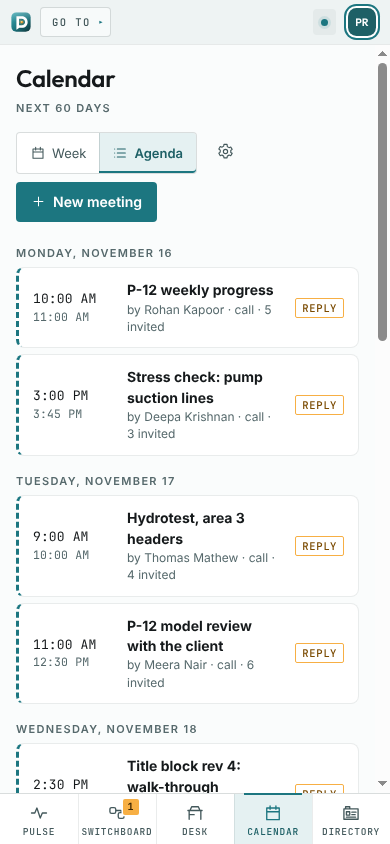 GO TO
PR
Calendar
NEXT 60 DAYS
Week
Agenda
+ New meeting
MONDAY, NOVEMBER 16
10:00 AM
11:00 AM
P-12 weekly progress
by Rohan Kapoor · call · 5
invited
REPLY
3:00 PM
3:45 PM
Stress check: pump
suction lines
by Deepa Krishnan · call ·
3 invited
REPLY
TUESDAY, NOVEMBER 17
9:00 AM
10:00 AM
Hydrotest, area 3
headers
by Thomas Mathew · call ·
4 invited
REPLY
11:00 AM
12:30 PM
P-12 model review
with the client
by Meera Nair · call · 6
invited
REPLY
WEDNESDAY, NOVEMBER 18
2:30 PM
Title block rev 4:
walk-through
REPLY
1
PULSE
SWITCHBOARD
DESK
CALENDAR
DIRECTORY